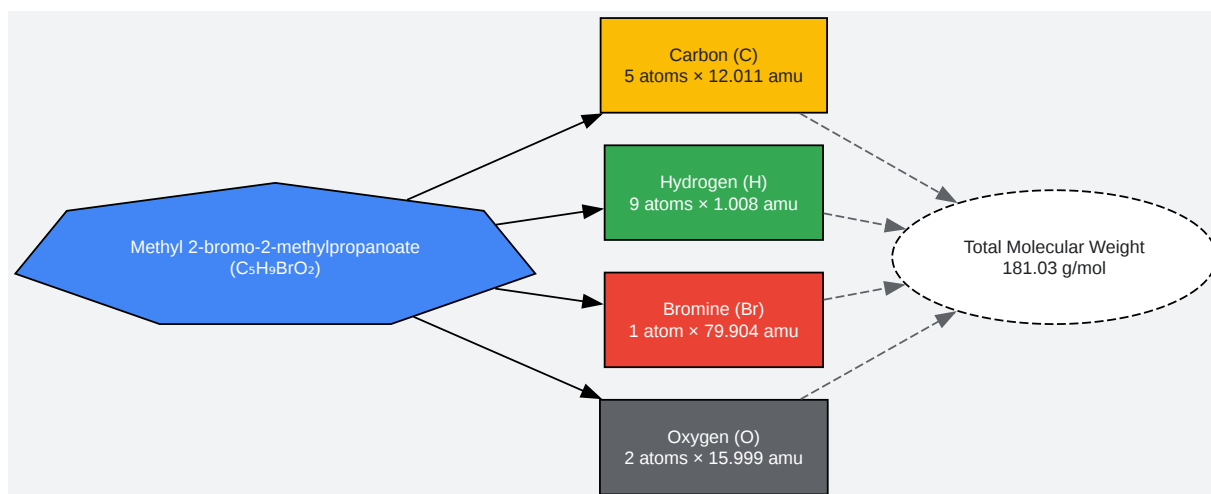 Carbon (C)
5 atoms × 12.011 amu
Hydrogen (H)
9 atoms × 1.008 amu
Methyl 2-bromo-2-methylpropanoate
(C₅H₉BrO₂)
Total Molecular Weight
181.03 g/mol
Bromine (Br)
1 atom × 79.904 amu
Oxygen (O)
2 atoms × 15.999 amu